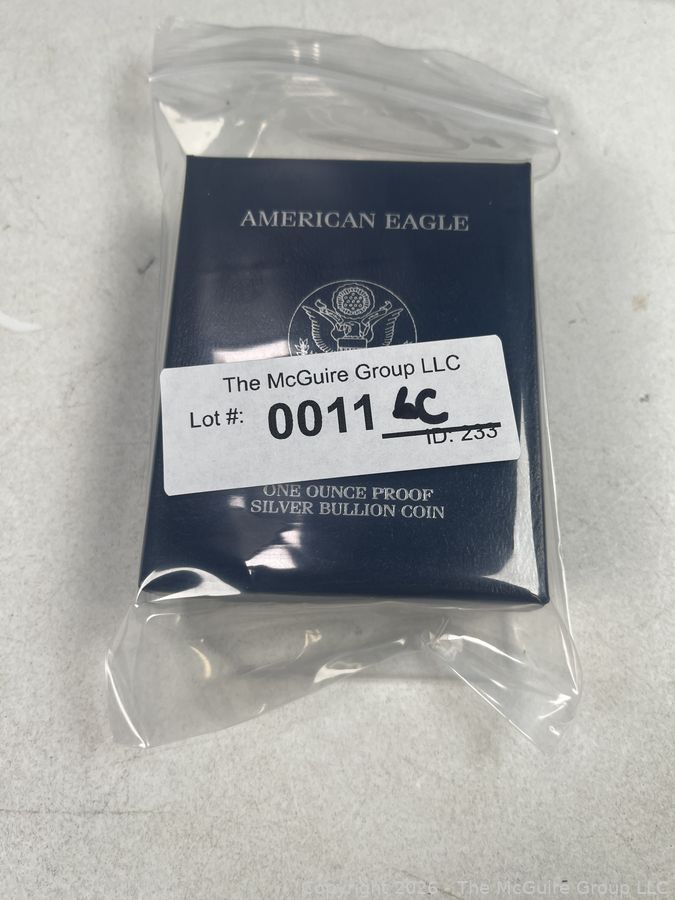 AMERICAN EAGLE
The McGuire Group LLC
Lot #: 0011 LC
ID: 233
ONE OUNCE PROOF
SILVER BULLION COIN
Copyright 2026 - The McGuire Group LLC